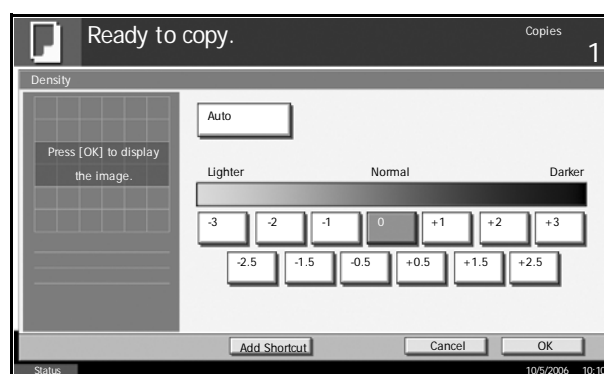 Ready to copy.
Copies
1
Density
Press [OK] to display
the image.
Auto
Lighter Normal Darker
-3 -2 -1 0 +1 +2 +3
-2.5 -1.5 -0.5 +0.5 +1.5 +2.5
Add Shortcut Cancel OK
Status 10/5/2006 10:10